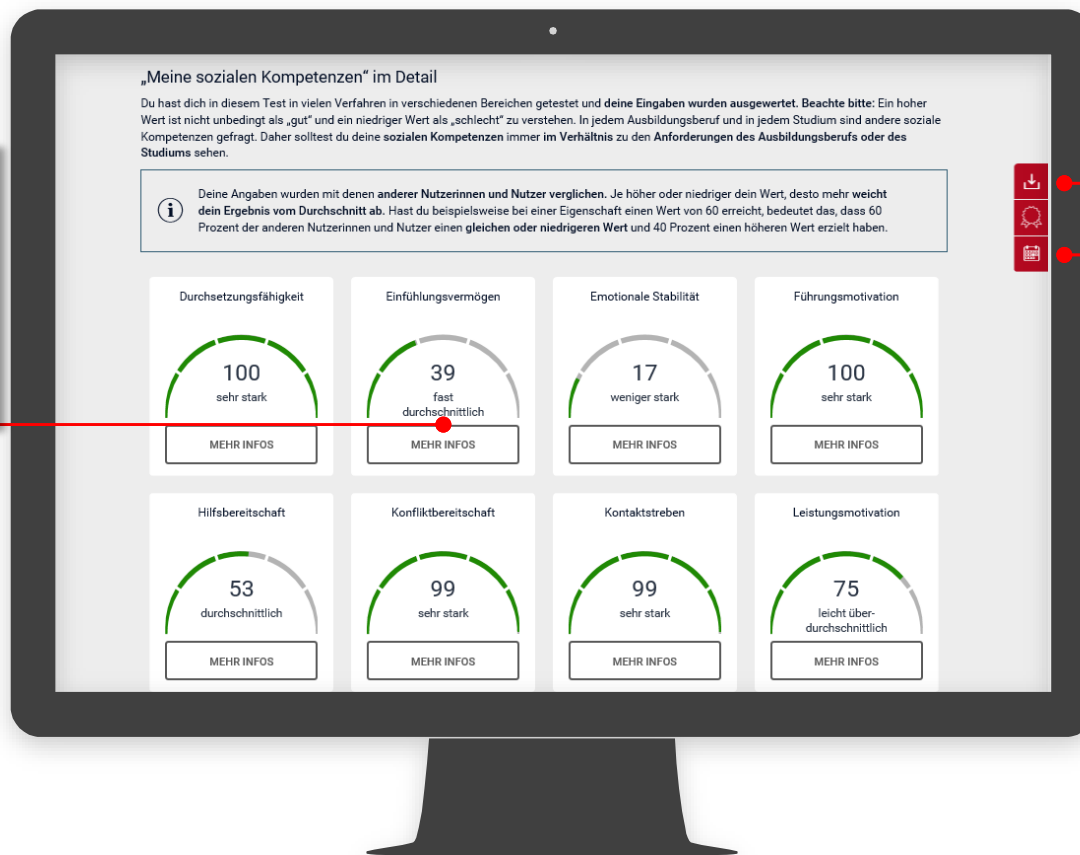 „Meine sozialen Kompetenzen“ im Detail
Du hast dich in diesem Test in vielen Verfahren in verschiedenen Bereichen getestet und deine Eingaben wurden ausgewertet. Beachte bitte: Ein hoher
Wert ist nicht unbedingt als „gut“ und ein niedriger Wert als „schlecht“ zu verstehen. In jedem Ausbildungsberuf und in jedem Studium sind andere soziale
Kompetenzen gefragt. Daher solltest du deine sozialen Kompetenzen immer im Verhältnis zu den Anforderungen des Ausbildungsberufs oder des
Studiums sehen.
Deine Angaben wurden mit denen anderer Nutzerinnen und Nutzer verglichen. Je höher oder niedriger dein Wert, desto mehr weicht
dein Ergebnis vom Durchschnitt ab. Hast du beispielsweise bei einer Eigenschaft einen Wert von 60 erreicht, bedeutet das, dass 60
Prozent der anderen Nutzerinnen und Nutzer einen gleichen oder niedrigeren Wert und 40 Prozent einen höheren Wert erzielt haben.
Durchsetzungsfähigkeit
100
sehr stark
MEHR INFOS
Einfühlungsvermögen
39
fast
durchschnittlich
MEHR INFOS
Emotionale Stabilität
17
weniger stark
MEHR INFOS
Führungsmotivation
100
sehr stark
MEHR INFOS
Hilfsbereitschaft
53
durchschnittlich
MEHR INFOS
Konfliktbereitschaft
99
sehr stark
MEHR INFOS
Kontaktstreben
99
sehr stark
MEHR INFOS
Leistungsmotivation
75
leicht über-
durchschnittlich
MEHR INFOS